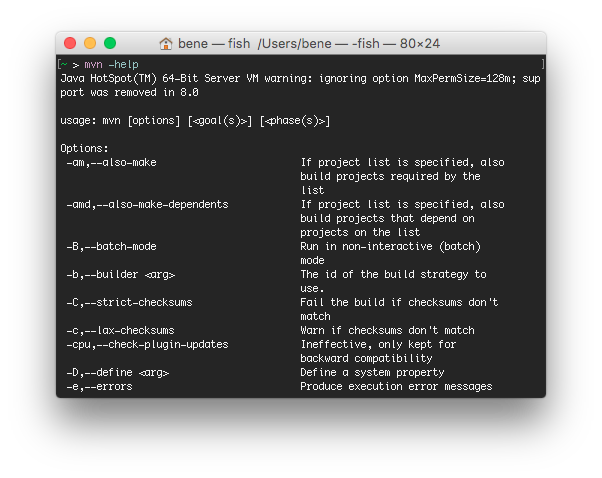 bene — fish /Users/bene — -fish — 80×24
[~ > mvn -help ]
Java HotSpot(TM) 64-Bit Server VM warning: ignoring option MaxPermSize=128m; sup
port was removed in 8.0
usage: mvn [options] [<goal(s)>] [<phase(s)>]
Options:
-am,--also-make If project list is specified, also
build projects required by the
list
-amd,--also-make-dependents If project list is specified, also
build projects that depend on
projects on the list
-B,--batch-mode Run in non-interactive (batch)
mode
-b,--builder <arg> The id of the build strategy to
use.
-C,--strict-checksums Fail the build if checksums don't
match
-c,--lax-checksums Warn if checksums don't match
-cpu,--check-plugin-updates Ineffective, only kept for
backward compatibility
-D,--define <arg> Define a system property
-e,--errors Produce execution error messages